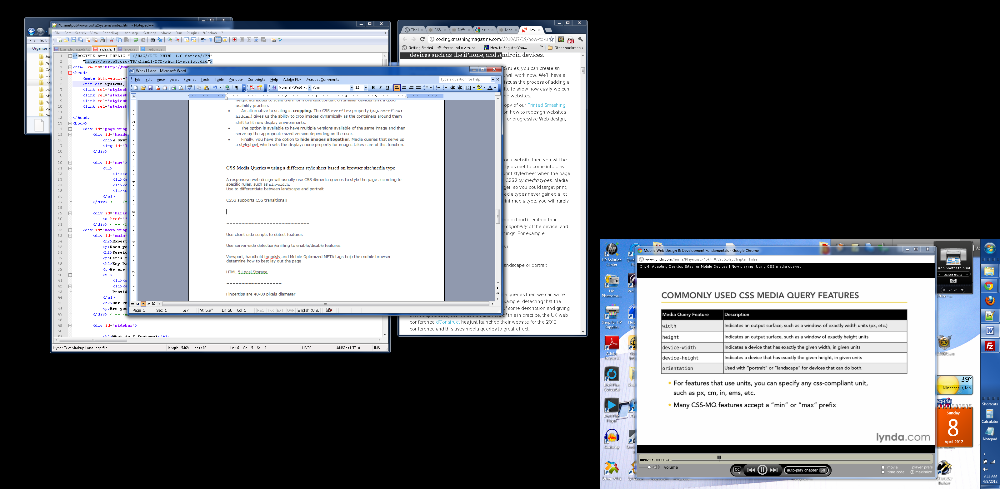 File Edit
Organize
*C:\inetpub\wwwroot\ZSystems\index.html - Notepad++
File Edit Search View Encoding Language Settings Macro Run Plugins Window ?
ExampleSnippets.txt index.html large.css medium.css
1 <!DOCTYPE html PUBLIC "-//W3C//DTD XHTML 1.0 Strict//EN"
2 "http://www.w3.org/TR/xhtml1/DTD/xhtml1-strict.dtd">
3 <html xmlns="http://ww
4 <head>
5 <meta http-equiv="
6 <title>Z Systems,
7 <link rel="stylesh
8 <link rel='stylesh
9 <link rel='stylesh
10 <link rel='stylesh
11
12 </head>
13 <body>
14 <div id="page-wrap
15 <div id="heade
16 <h1>Z Syst
17 <img id="l
18 </div>
19
20 <div id="nav">
21 <ul>
22 <li><a
23 <li><a
24 <li><a
25 <li><a
26 </ul>
27 </div> <!-- /n
28
29 <div id="hirin
30 <a href=""
31 </div> <!-- /h
32 <div id="main-wrap
33 <div id="main-
34 <h2>Expert
35 <p>Does yo
36 <h2>Servic
37 <p>Let's f
38 <h2>Key Pa
39 <p>We are
40 <ul>
41 <li><a
42 <li><a
43 Provid
44 </ul>
45 <h2>Our Ph
46 <p>Are you
47 </div> <!-- /m
48
49 <div id="sidebar">
50
51 <h2>What is Z Systems?</h2>
Hyper Text Markup Language file length : 5469 lines : 83 Ln : 6 Col : 5 Sel : 0 UNIX ANSI as UTF-8 INS
Week11.doc - Microsoft Word
File Edit View Insert Format Tools Table Window Contribute Help Adobe PDF Acrobat Comments Type a question for help
Normal (Web) +, Arial 12 B I U
height attributes to scale them for more text content on smaller devices isn't a good
usability practice.
• An alternative to scaling is cropping. The CSS overflow property (e.g. overflow:
hidden) gives us the ability to crop images dynamically as the containers around them
shift to fit new display environments.
• The option is available to have multiple versions available of the same image and then
serve up the appropriate sized version depending on the user.
• Finally, you have the option to hide images altogether. Media queries that serve up
a stylesheet which sets the display: none property for images takes care of this function.
==============================
CSS Media Queries = using a different style sheet based on browser size/media type
A responsive web design will usually use CSS @media queries to style the page according to
specific rules, such as min-width.
Use to differentiate between landscape and portrait
CSS3 supports CSS transitions!!
===========================
Use client-side scripts to detect features
Use server-side detection/sniffing to enable/disable features
Viewport, handheld friendsly and Mobile Optimized META tags help the mobile browser
determine how to best lay out the page
HTML 5 Local Storage
==================
Fingertips are 40-80 pixels diameter
Page 5 Sec 1 5/7 At 5.9" Ln 20 Col 1 REC TRK EXT OVR English (U.S.
The CSS Differ css n Medi How
coding.smashingmagazine.com/2010/07/19/how-to-u
Getting Started freesound :: view sa... How to Register You... » Other bookmarks
devices such as the iPhone, and Android devices.
S rules, you can create an
t will work now. We'll have a
iscuss the process of adding a
ite to show how easily we can
ng websites.
opy of our Printed Smashing
on how to redesign websites
for progressive Web design,
or a website then you will be
stylesheet to come into play
print stylesheet when the page
CSS2 by media types. Media
get, so you could target print,
edia types never gained a lot
rint media type, you will rarely
nd extend it. Rather than
capability of the device, and
hings. For example:
w)
andscape or portrait
ia queries then we can write
example, detecting that the
of some description and giving
them a specific layout. To see an example of this in practice, the UK web
conference dConstruct has just launched their website for the 2010
conference and this uses media queries to great effect.
HP Solution
Center
HP
Photosma...
Shop for HP
Supplies
Adobe
Reader X
DivX Plus
Converter
DivX Plus
Player
Audacity
Driver Whiz
Mobile Web Design & Development Fundamentals - Google Chrome
www.lynda.com/home/Player.aspx?lpk4=87293&playChapter=False
Ch. 4. Adapting Desktop Sites for Mobile Devices | Now playing: Using CSS media queries
COMMONLY USED CSS MEDIA QUERY FEATURES
Media Query Feature Description
width Indicates an output surface, such as a window, of exactly width units (px, etc.)
height Indicates an output surface, such as a window of exactly height units
device-width Indicates a device that has exactly the given width, in given units
device-height Indicates a device that has exactly the given height, in given units
orientation Used with "portrait" or "landscape" for devices that can do both.
• For features that use units, you can specify any css-compliant unit,
such as px, cm, in, ems, etc.
• Many CSS-MQ features accept a "min" or "max" prefix
lynda.com
00:02:07 / 00:11:24
volume
CC auto-play chapter off
movie player prefs
time code maximize
Drop photos to print
2x3 on 8.5x11
73-76
39°
Minneapolis, MN
experian
Sunday
8
April 2012
Character
Builder
Shortcuts
Calculator
Notepad
9:33 AM
4/8/2012